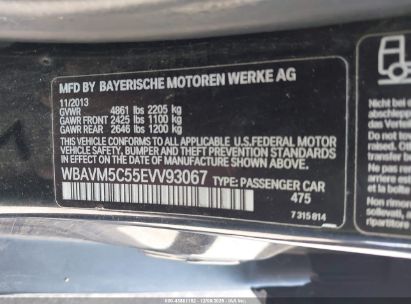 MFD BY BAYERISCHE MOTOREN WERKE AG
11/2013
GVWR 4861 lbs 2205 kg
GAWR FRONT 2425 lbs 1100 kg
GAWR REAR 2646 lbs 1200 kg
THIS VEHICLE CONFORMS TO ALL APPLICABLE U.S.FEDERAL MOTOR
VEHICLE SAFETY, BUMPER AND THEFT PREVENTION STANDARDS
IN EFFECT ON THE DATE OF MANUFACTURE SHOWN ABOVE.
WBAVM5C55EVV93067 TYPE: PASSENGER CAR
475
7 315 814
Nicht bei